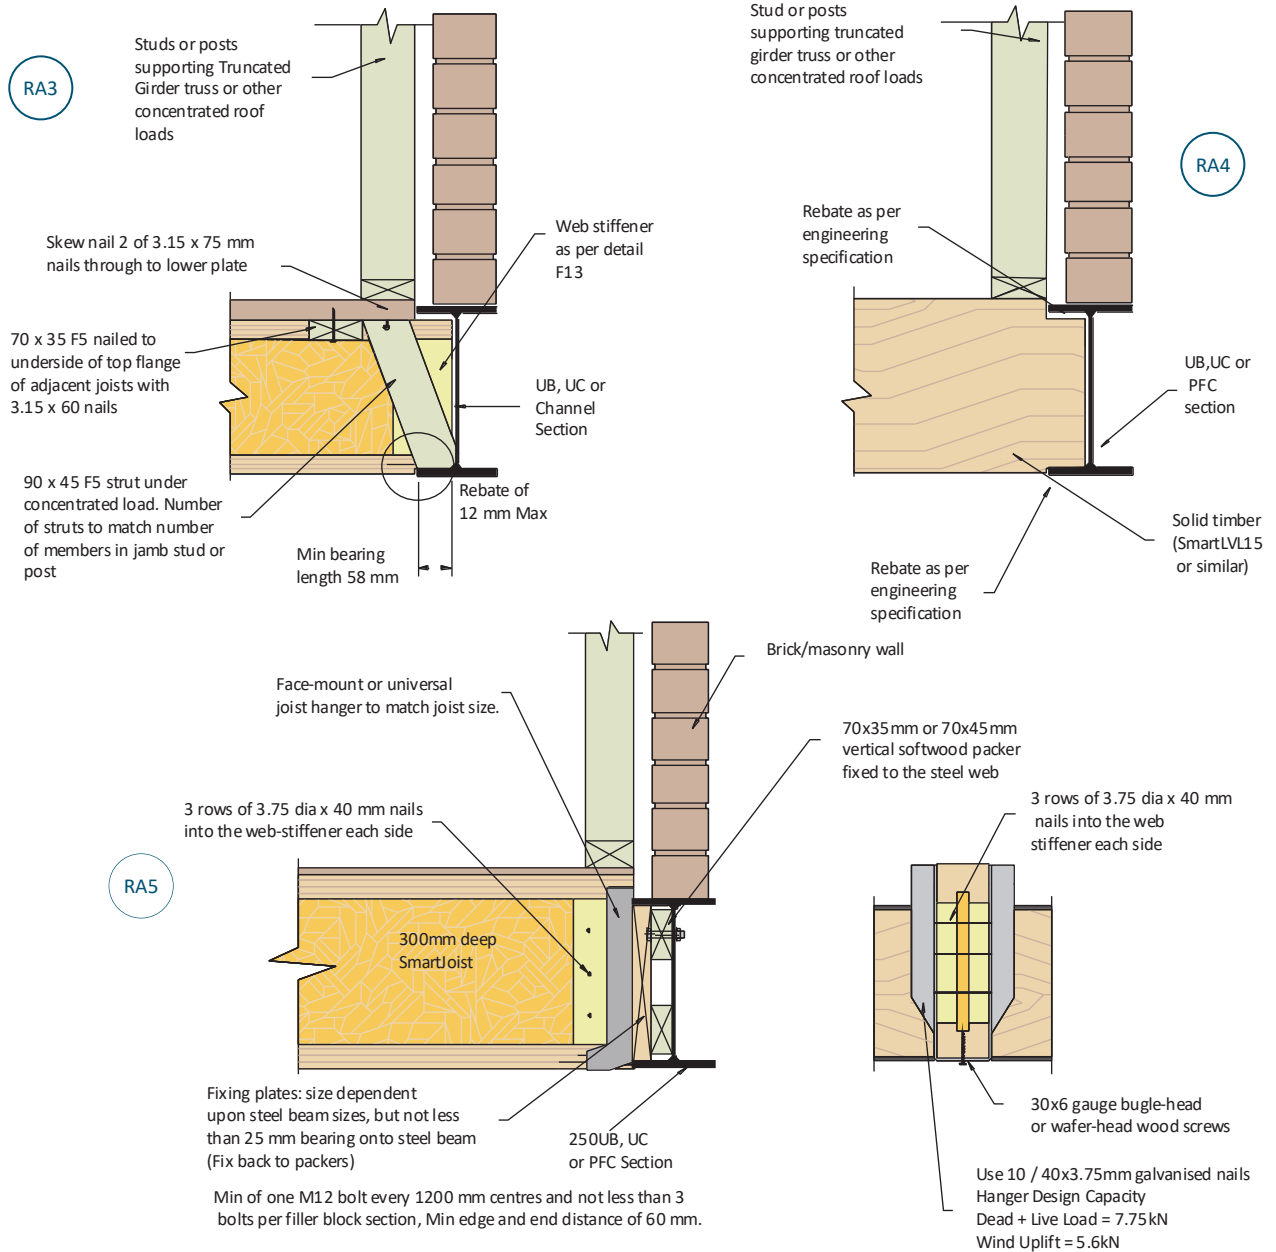 RA3
Studs or posts
supporting Truncated
Girder truss or other
concentrated roof
loads
Skew nail 2 of 3.15 x 75 mm
nails through to lower plate
Web stiffener
as per detail
F13
70 x 35 F5 nailed to
underside of top flange
of adjacent joists with
3.15 x 60 nails
UB, UC or
Channel
Section
90 x 45 F5 strut under
concentrated load. Number
of struts to match number
of members in jamb stud or
post
Rebate of
12 mm Max
Min bearing
length 58 mm
Stud or posts
supporting truncated
girder truss or other
concentrated roof loads
RA4
Rebate as per
engineering
specification
UB,UC or
PFC
section
Solid timber
(SmartLVL15
or similar)
Rebate as per
engineering
specification
RA5
Face-mount or universal
joist hanger to match joist size.
Brick/masonry wall
70x35mm or 70x45mm
vertical softwood packer
fixed to the steel web
3 rows of 3.75 dia x 40 mm nails
into the web-stiffener each side
300mm deep
SmartJoist
Fixing plates: size dependent
upon steel beam sizes, but not less
than 25 mm bearing onto steel beam
(Fix back to packers)
250UB, UC
or PFC Section
Min of one M12 bolt every 1200 mm centres and not less than 3
bolts per filler block section, Min edge and end distance of 60 mm.
3 rows of 3.75 dia x 40 mm
nails into the web
stiffener each side
30x6 gauge bugle-head
or wafer-head wood screws
Use 10 / 40x3.75mm galvanised nails
Hanger Design Capacity
Dead + Live Load = 7.75kN
Wind Uplift = 5.6kN